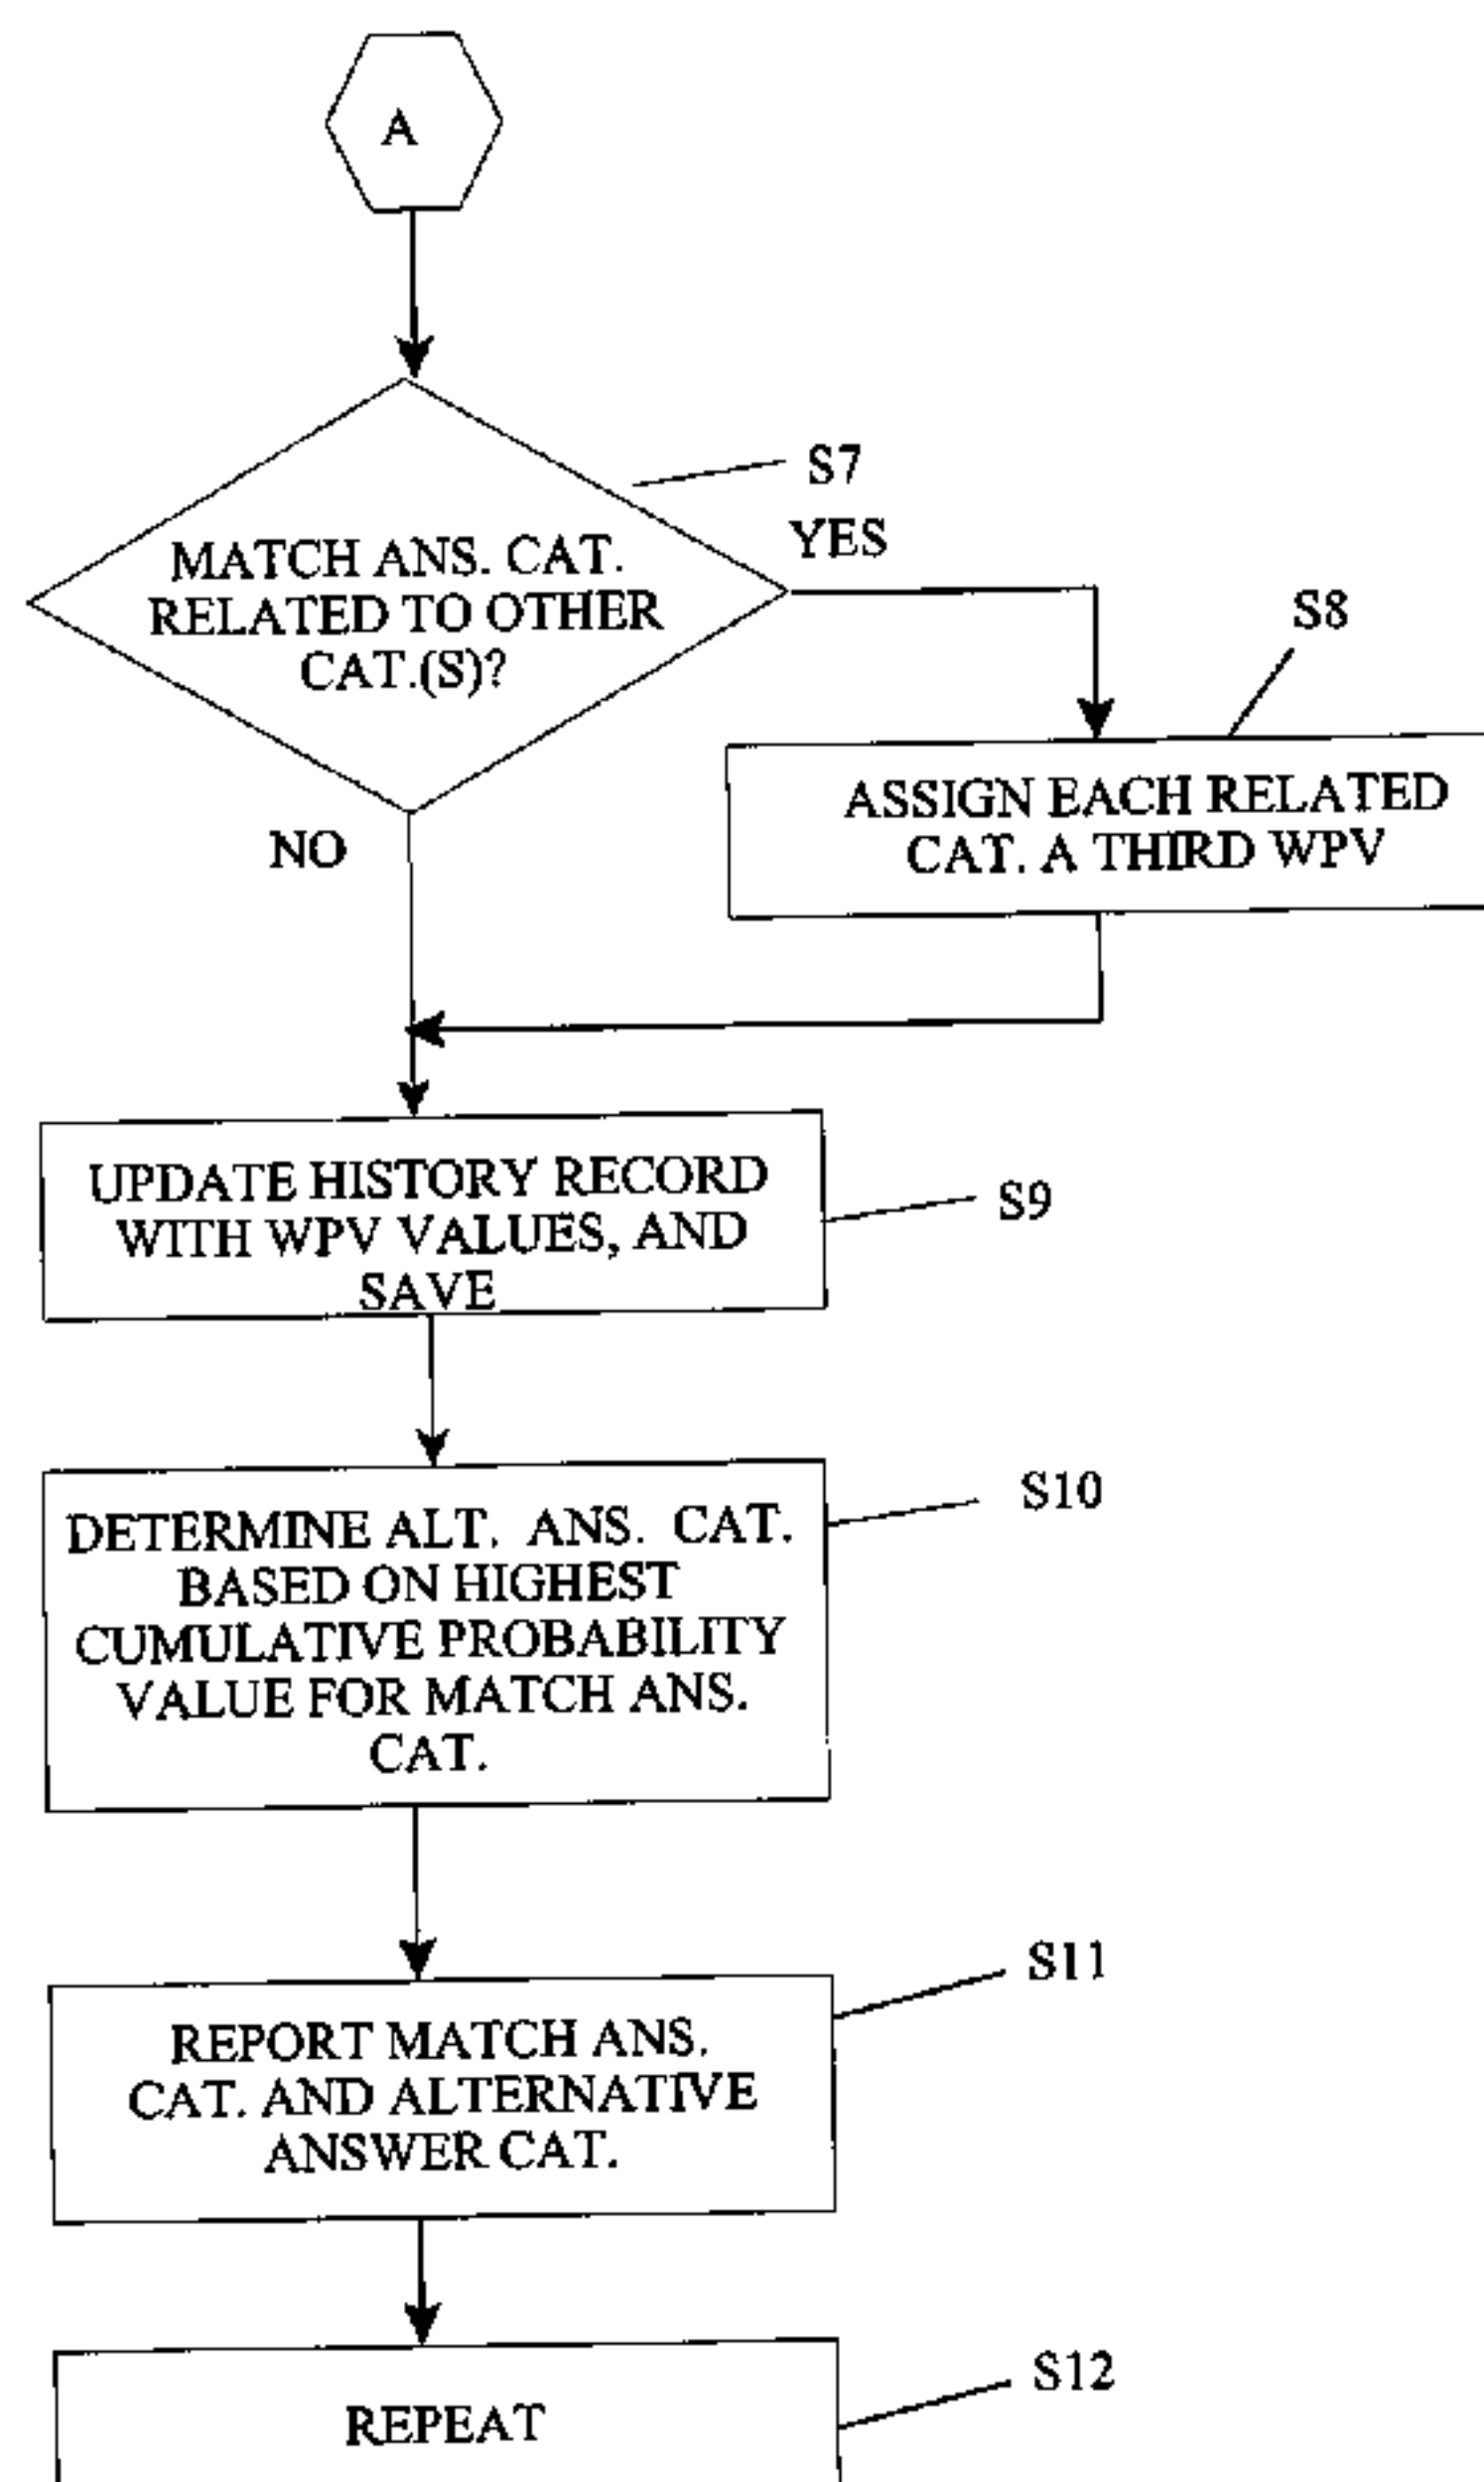 A
S7
YES
MATCH ANS. CAT.
RELATED TO OTHER
CAT.(S)?
S8
ASSIGN EACH RELATED
CAT. A THIRD WPV
NO
UPDATE HISTORY RECORD
WITH WPV VALUES, AND
SAVE
S9
S10
DETERMINE ALT. ANS. CAT.
BASED ON HIGHEST
CUMULATIVE PROBABILITY
VALUE FOR MATCH ANS.
CAT.
S11
REPORT MATCH ANS.
CAT. AND ALTERNATIVE
ANSWER CAT.
S12
REPEAT